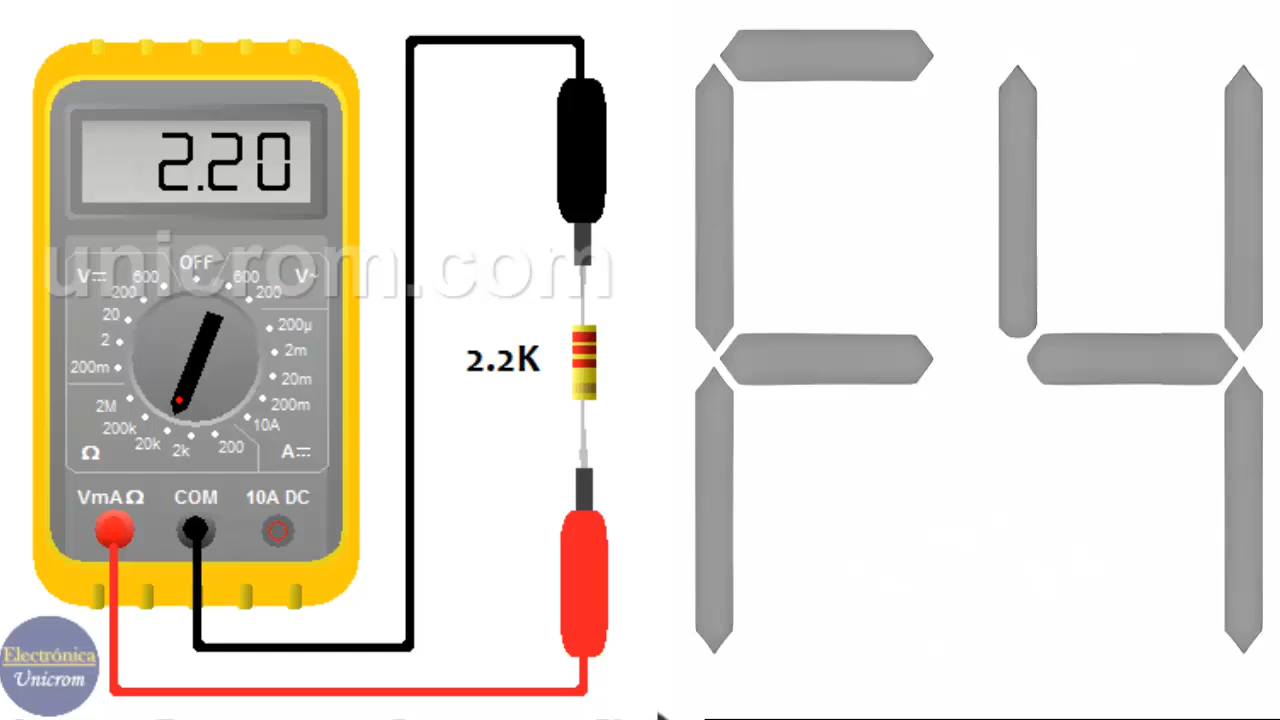 2.20
unicrom.com
OFF
V⎓ 600 600 V~
200 200
20 200µ
2 2m
200m 20m
2M 200m
200k 10A
20k 2k 200
Ω A⎓
VmAΩ COM 10A DC
2.2K
F4
Electrónica
Unicrom